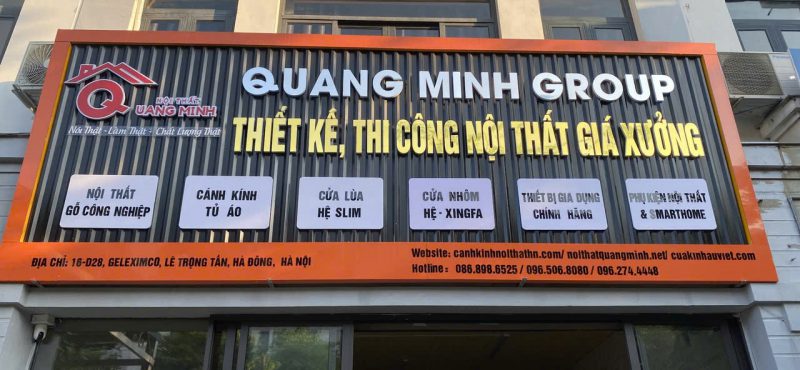 QUANG MINH GROUP
NỘI THẤT
QUANG MINH
Nói Thật - Làm Thật - Chất Lượng Thật
THIẾT KẾ, THI CÔNG NỘI THẤT GIÁ XƯỞNG
NỘI THẤT
GỖ CÔNG NGHIỆP
CÁNH KÍNH
TỦ ÁO
CỬA LÙA
HỆ SLIM
CỬA NHÔM
HỆ - XINGFA
THIẾT BỊ GIA DỤNG
CHÍNH HÃNG
PHỤ KIỆN NỘI THẤT
& SMARTHOME
ĐỊA CHỈ: 16-D28, GELEXIMCO, LÊ TRỌNG TẤN, HÀ ĐÔNG, HÀ NỘI
Website: canhkinhnoithathn.com/ noithatquangminh.net/ cuakinhauviet.com
Hotline: 086.898.6525 / 096.506.8080 / 096.274.4448